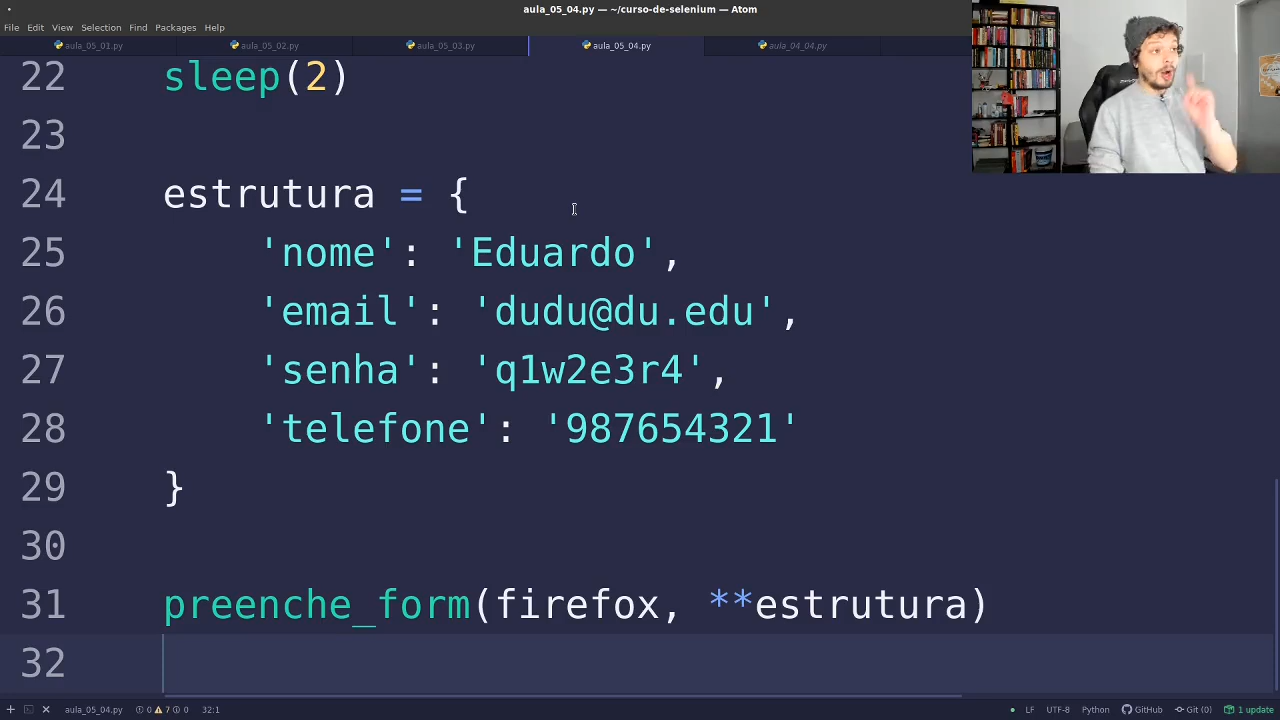 aula_05_04.py — ~/curso-de-selenium — Atom
File Edit View Selection Find Packages Help
aula_05_01.py aula_05_02.py aula_05_03.py aula_05_04.py aula_04_04.py
22 sleep(2)
23
24 estrutura = {
25 'nome': 'Eduardo',
26 'email': 'dudu@du.edu',
27 'senha': 'q1w2e3r4',
28 'telefone': '987654321'
29 }
30
31 preenche_form(firefox, **estrutura)
32
aula_05_04.py 0 7 0 32:1 LF UTF-8 Python GitHub Git (0) 1 update